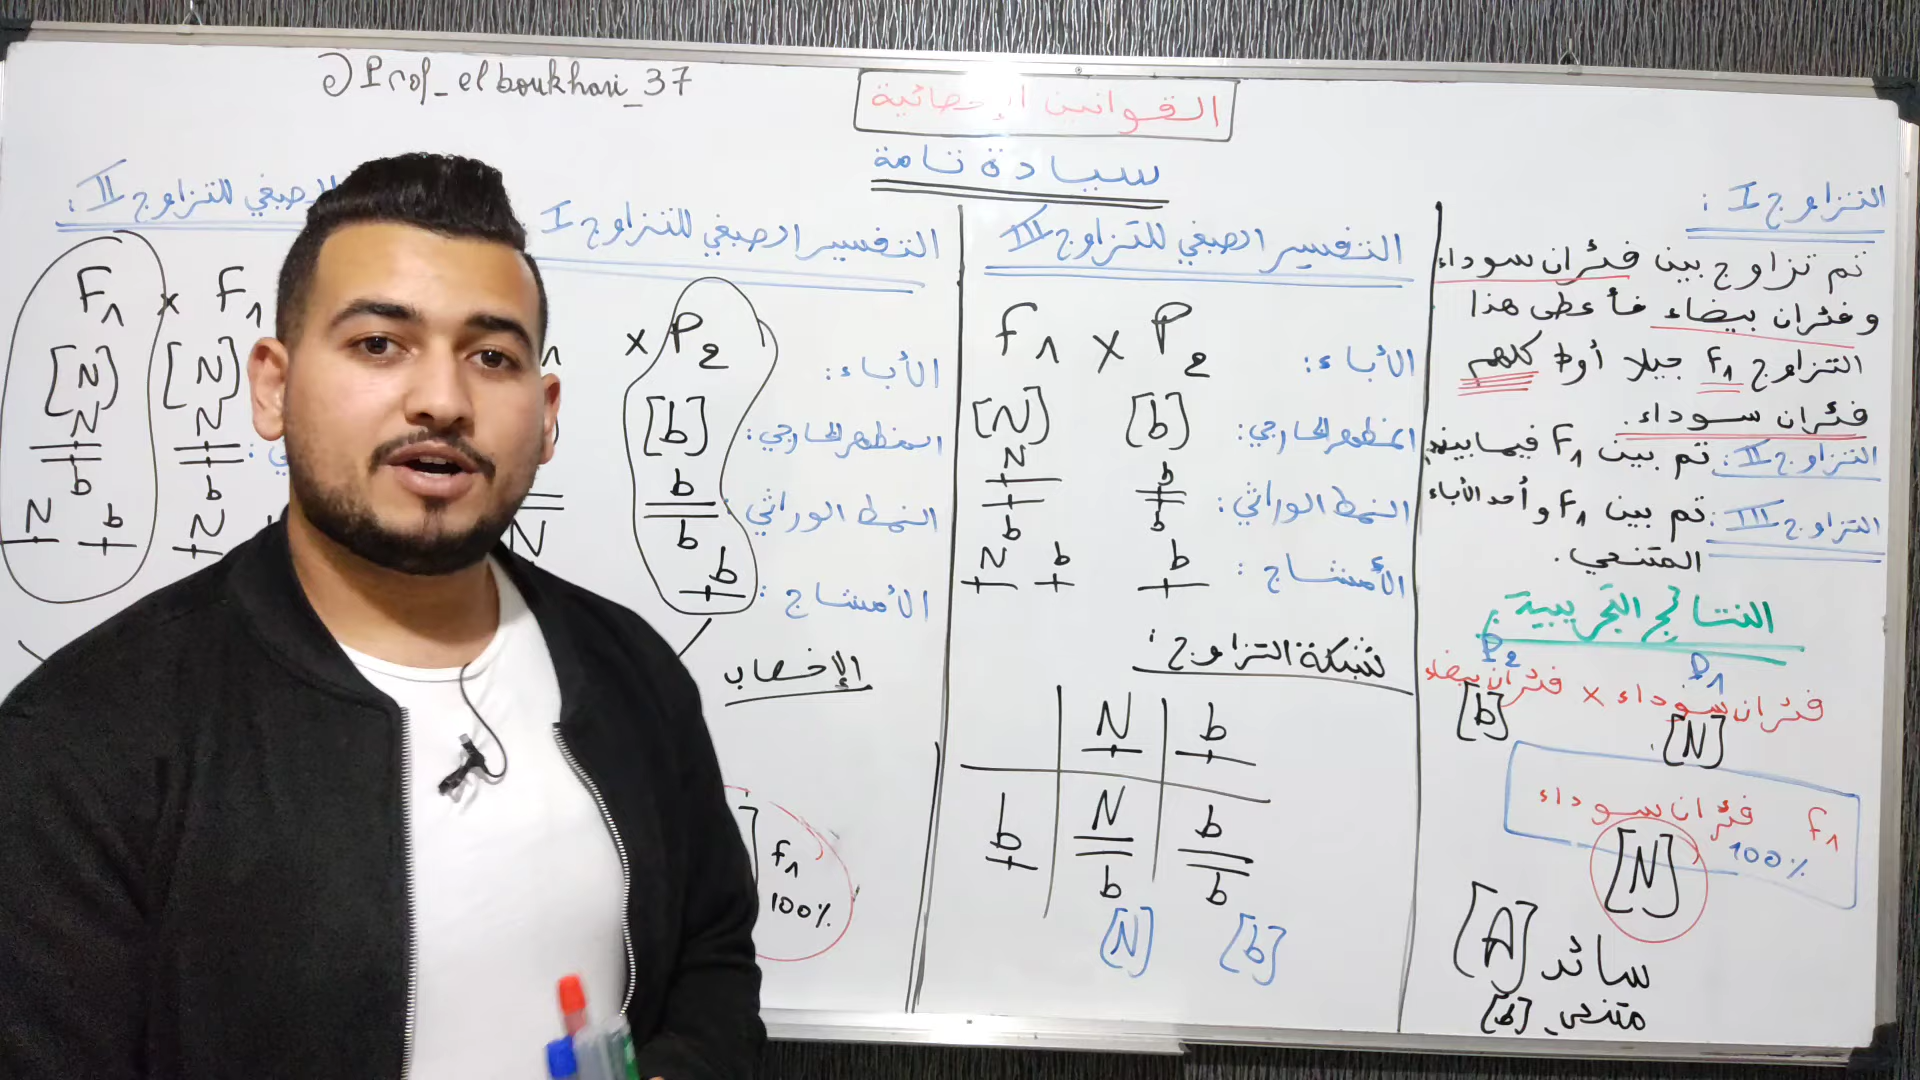 @Prof_elboukhari_37
القوانين الإحصائية
سيادة تامة
التزاوج I :
تم تزاوج بين فئران سوداء
وفئران بيضاء فأعطى هذا
التزاوج F1 جيلا أولا كلهم
فئران سوداء.
التزاوج II : تم بين F1 فيما بينهم
التزاوج III : تم بين F1 وأحد الأباء
المتنحي.
النتائج التجريبية :
P1 P2
فئران سوداء x فئران بيضاء
[N] [b]
F1 فئران سوداء
100%
[N]
سائد [A]
متنحي [b]
التفسير الصبغي للتزاوج III
الأباء : F1 x P2
المظهر الخارجي : [N] [b]
النمط الوراثي : N b
b b
الأمشاج : N b b
شبكة التزاوج :
N b
b N b
b b
[N] [b]
التفسير الصبغي للتزاوج I
الأباء : x P2
المظهر الخارجي : [b]
النمط الوراثي : b
N b
الأمشاج : b
الإخصاب
F1
100%
الصبغي للتزاوج II :
F1 x F1
[N] [N]
N N
b b
N b N